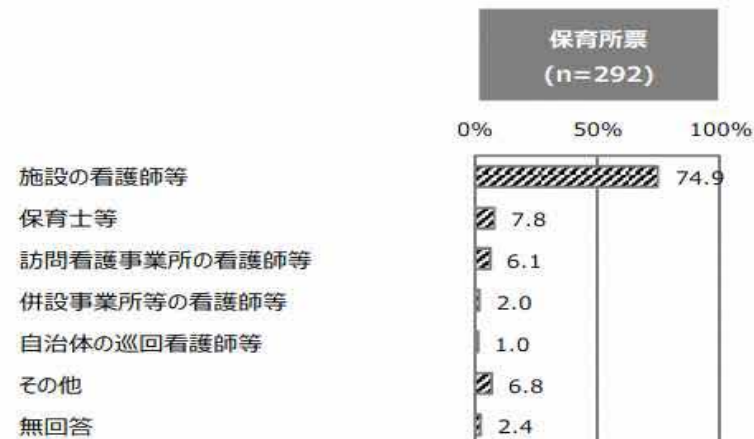 保育所票
(n=292)
0% 50% 100%
施設の看護師等 74.9
保育士等 7.8
訪問看護事業所の看護師等 6.1
併設事業所等の看護師等 2.0
自治体の巡回看護師等 1.0
その他 6.8
無回答 2.4